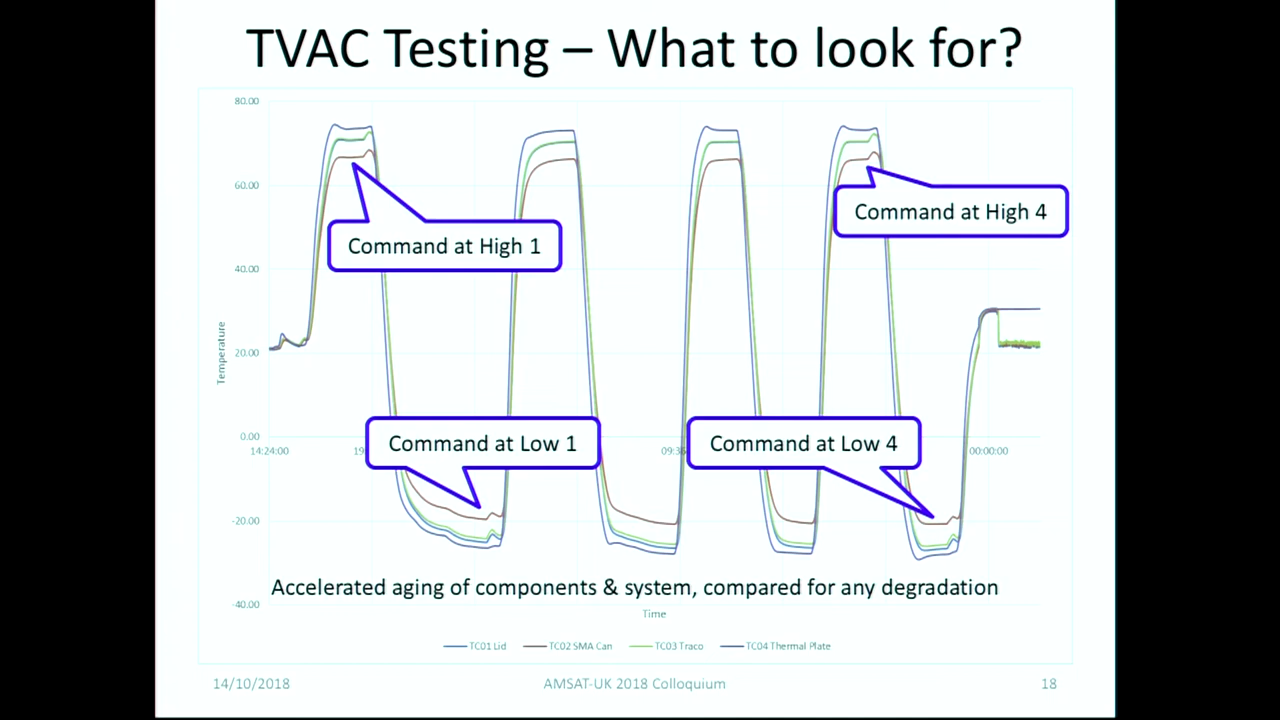 TVAC Testing – What to look for?
80.00
60.00
Command at High 4
Command at High 1
40.00
Temperature
20.00
0.00
Command at Low 1
Command at Low 4
14:24:00
00:00:00
-20.00
Accelerated aging of components & system, compared for any degradation
-40.00
Time
TC01 Lid
TC02 SMA Can
TC03 Traco
TC04 Thermal Plate
14/10/2018
AMSAT-UK 2018 Colloquium
18